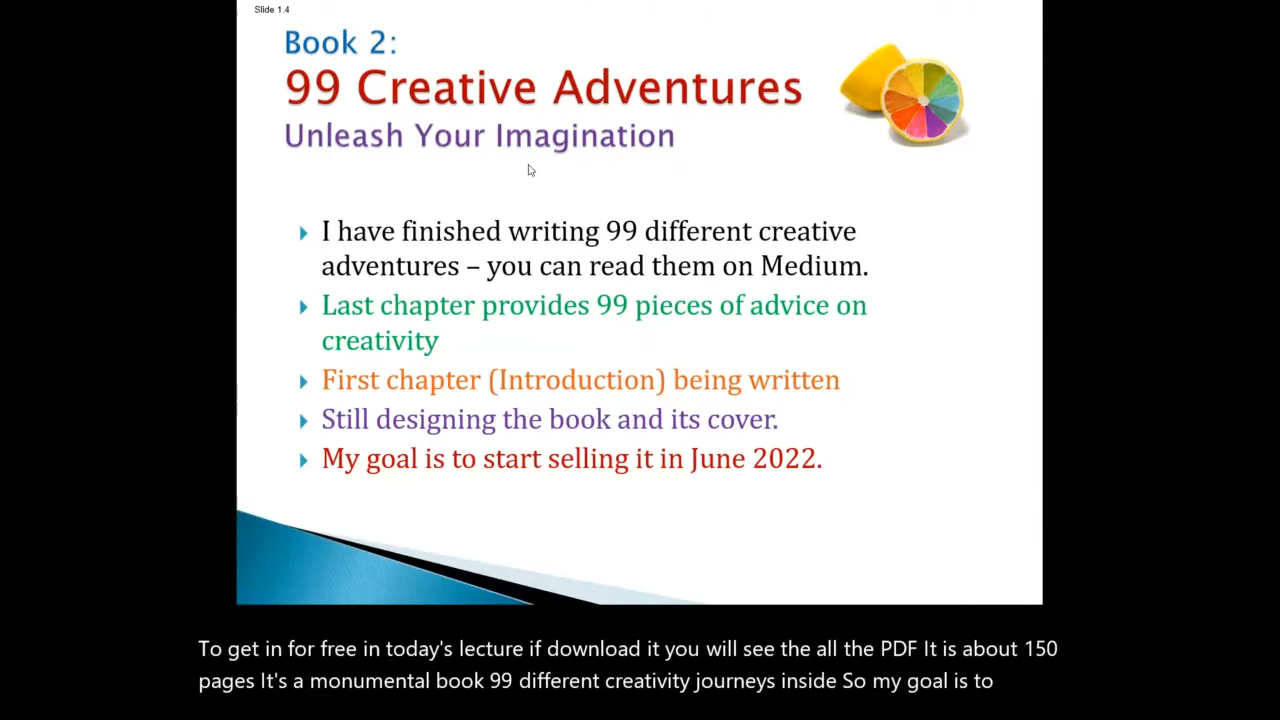 Slide 1.4
Book 2:
99 Creative Adventures
Unleash Your Imagination
I have finished writing 99 different creative
adventures – you can read them on Medium.
Last chapter provides 99 pieces of advice on
creativity
First chapter (Introduction) being written
Still designing the book and its cover.
My goal is to start selling it in June 2022.
To get in for free in today's lecture if download it you will see the all the PDF It is about 150
pages It's a monumental book 99 different creativity journeys inside So my goal is to